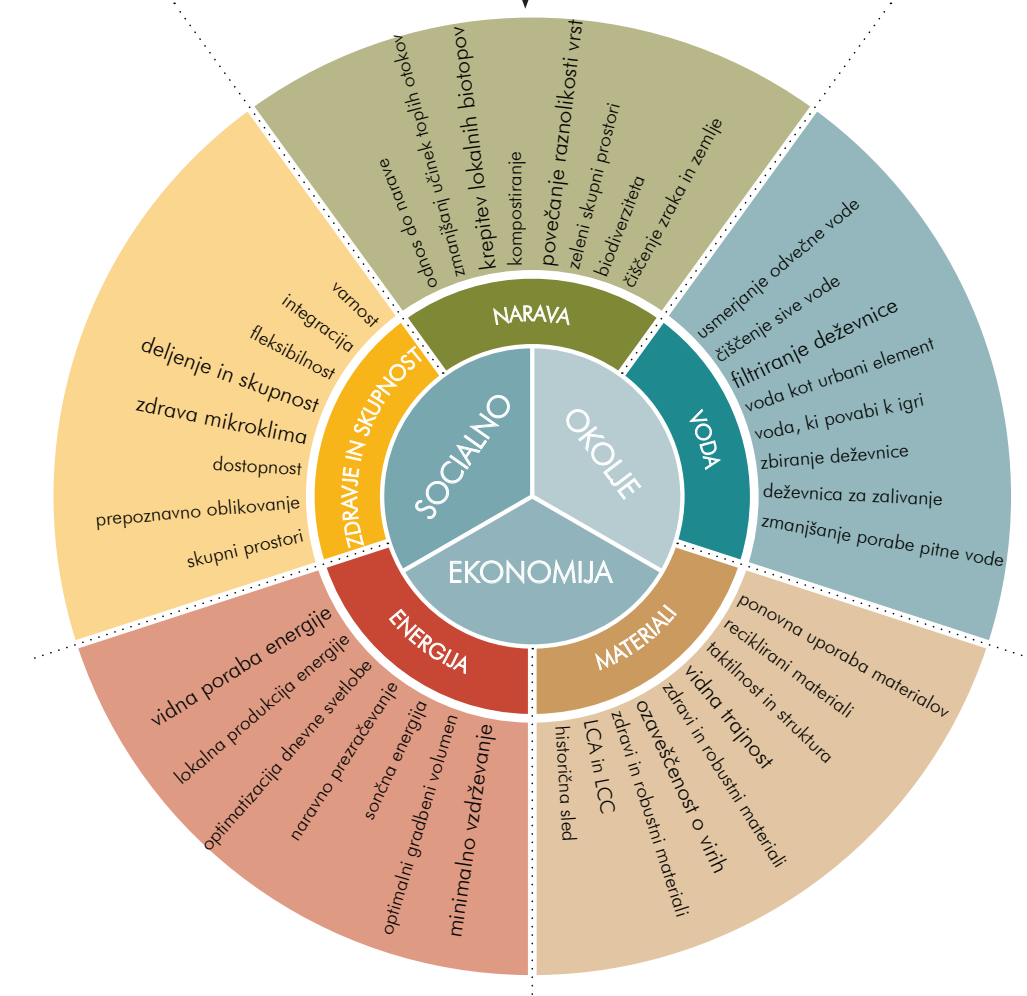 SOCIALNO
OKOLJE
EKONOMIJA
NARAVA
odnos do narave
zmanjšanj učinek toplih otokov
krepitev lokalnih biotopov
kompostiranje
povečanje raznolikosti vrst
zeleni skupni prostori
biodiverziteta
čiščenje zraka in zemlje
VODA
usmerjanje odvečne vode
čiščenje sive vode
filtriranje deževnice
voda kot urbani element
voda, ki povabi k igri
zbiranje deževnice
deževnica za zalivanje
zmanjšanje porabe pitne vode
MATERIALI
ponovna uporaba materialov
reciklirani materiali
taktilnost in struktura
vidna trajnost
zdravi in robustni materiali
ozaveščenost o virih
zdravi in robustni materiali
LCA in LCC
historična sled
ENERGIJA
minimalno vzdrževanje
optimalni gradbeni volumen
sončna energija
naravno prezračevanje
optimatizacija dnevne svetlobe
lokalna produkcija energije
vidna poraba energije
ZDRAVJE IN SKUPNOST
skupni prostori
prepoznavno oblikovanje
dostopnost
zdrava mikroklima
deljenje in skupnost
fleksibilnost
integracija
varnost